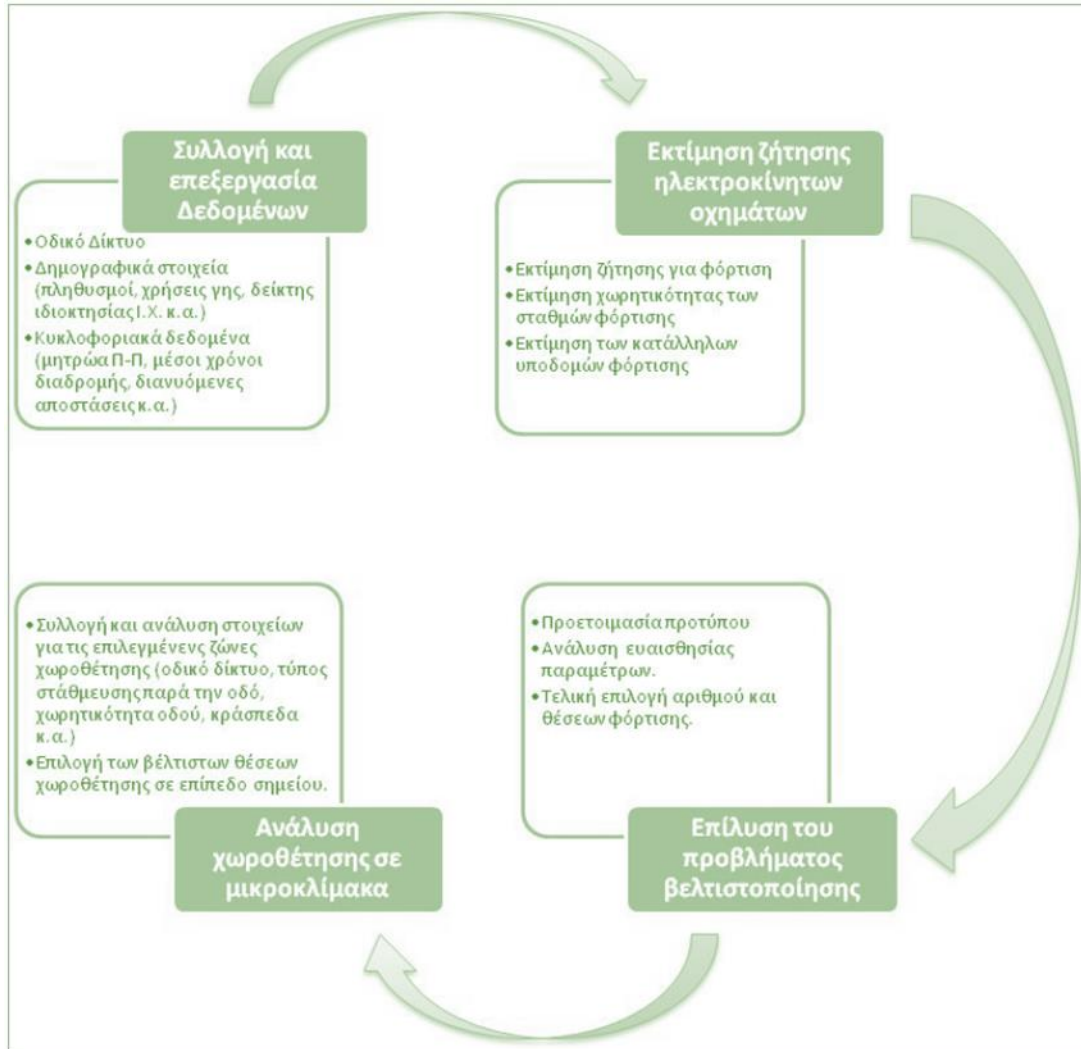 Συλλογή και
επεξεργασία
Δεδομένων
•Οδικό Δίκτυο
•Δημογραφικά στοιχεία
(πληθυσμοί, χρήσεις γης, δείκτης
ιδιοκτησίας Ι.Χ. κ.α.)
•Κυκλοφοριακά δεδομένα
(μητρώα Π-Π, μέσοι χρόνοι
διαδρομής, διανυόμενες
αποστάσεις κ.α.)
Εκτίμηση ζήτησης
ηλεκτροκίνητων
οχημάτων
•Εκτίμηση ζήτησης για φόρτιση
•Εκτίμηση χωρητικότητας των
σταθμών φόρτισης
•Εκτίμηση των κατάλληλων
υποδομών φόρτισης
•Προετοιμασία προτύπου
•Ανάλυση ευαισθησίας
παραμέτρων.
•Τελική επιλογή αριθμού και
θέσεων φόρτισης.
Επίλυση του
προβλήματος
βελτιστοποίησης
•Συλλογή και ανάλυση στοιχείων
για τις επιλεγμένενς ζώνες
χωροθέτησης (οδικό δίκτυο, τύπος
στάθμευσης παρά την οδό,
χωρητικότητα οδού, κράσπεδα
κ.α.)
•Επιλογή των βέλτιστων θέσεων
χωροθέτησης σε επίπεδο σημείου.
Ανάλυση
χωροθέτησης σε
μικροκλίμακα